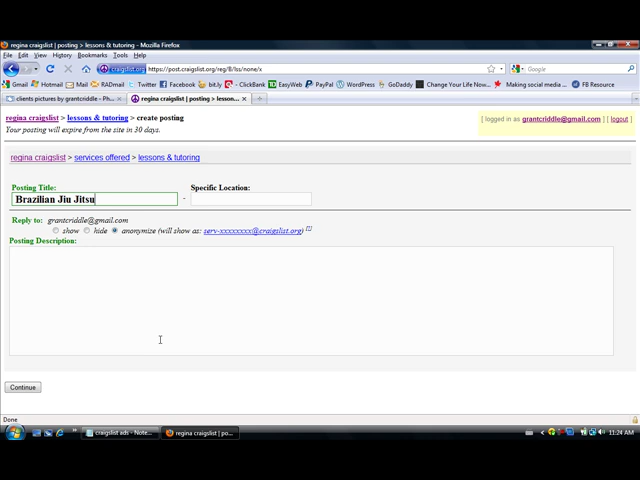 regina craigslist | posting > lessons & tutoring - Mozilla Firefox
File Edit View History Bookmarks Tools Help
craigslist.org https://post.craigslist.org/reg/B/lss/none/x
Google
Gmail Hotmail RADmail Twitter Facebook bit.ly ClickBank EasyWeb PayPal WordPress GoDaddy Change Your Life Now... Making social media ... FB Resource
clients pictures by grantcriddle - Ph... regina craigslist | posting > lesson...
regina craigslist > lessons & tutoring > create posting
Your posting will expire from the site in 30 days.
[ logged in as grantcriddle@gmail.com ] [ logout ]
regina craigslist > services offered > lessons & tutoring
Posting Title: Specific Location:
Brazilian Jiu Jitsu -
Reply to: grantcriddle@gmail.com
show hide anonymize (will show as: serv-xxxxxxxx@craigslist.org) [?]
Posting Description:
Continue
Done
craigslist ads - Note... regina craigslist | po... 11:24 AM